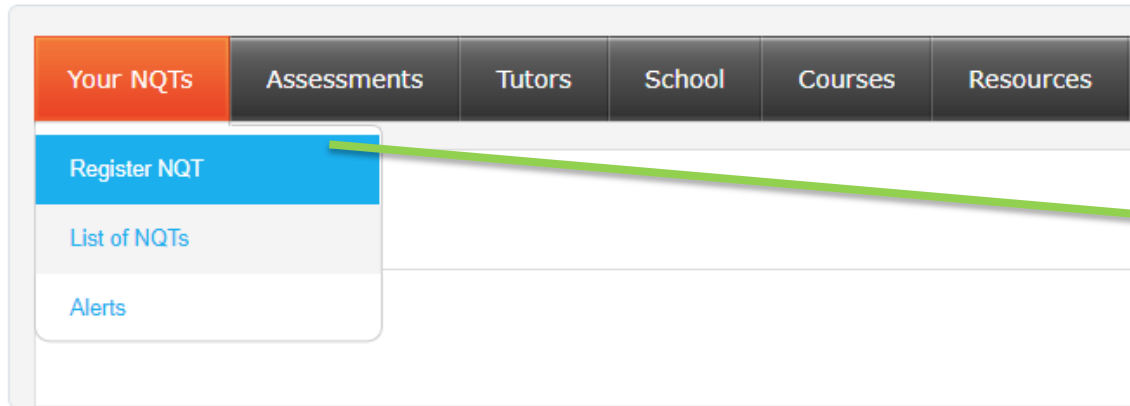 Your NQTs Assessments Tutors School Courses Resources
Register NQT
List of NQTs
Alerts